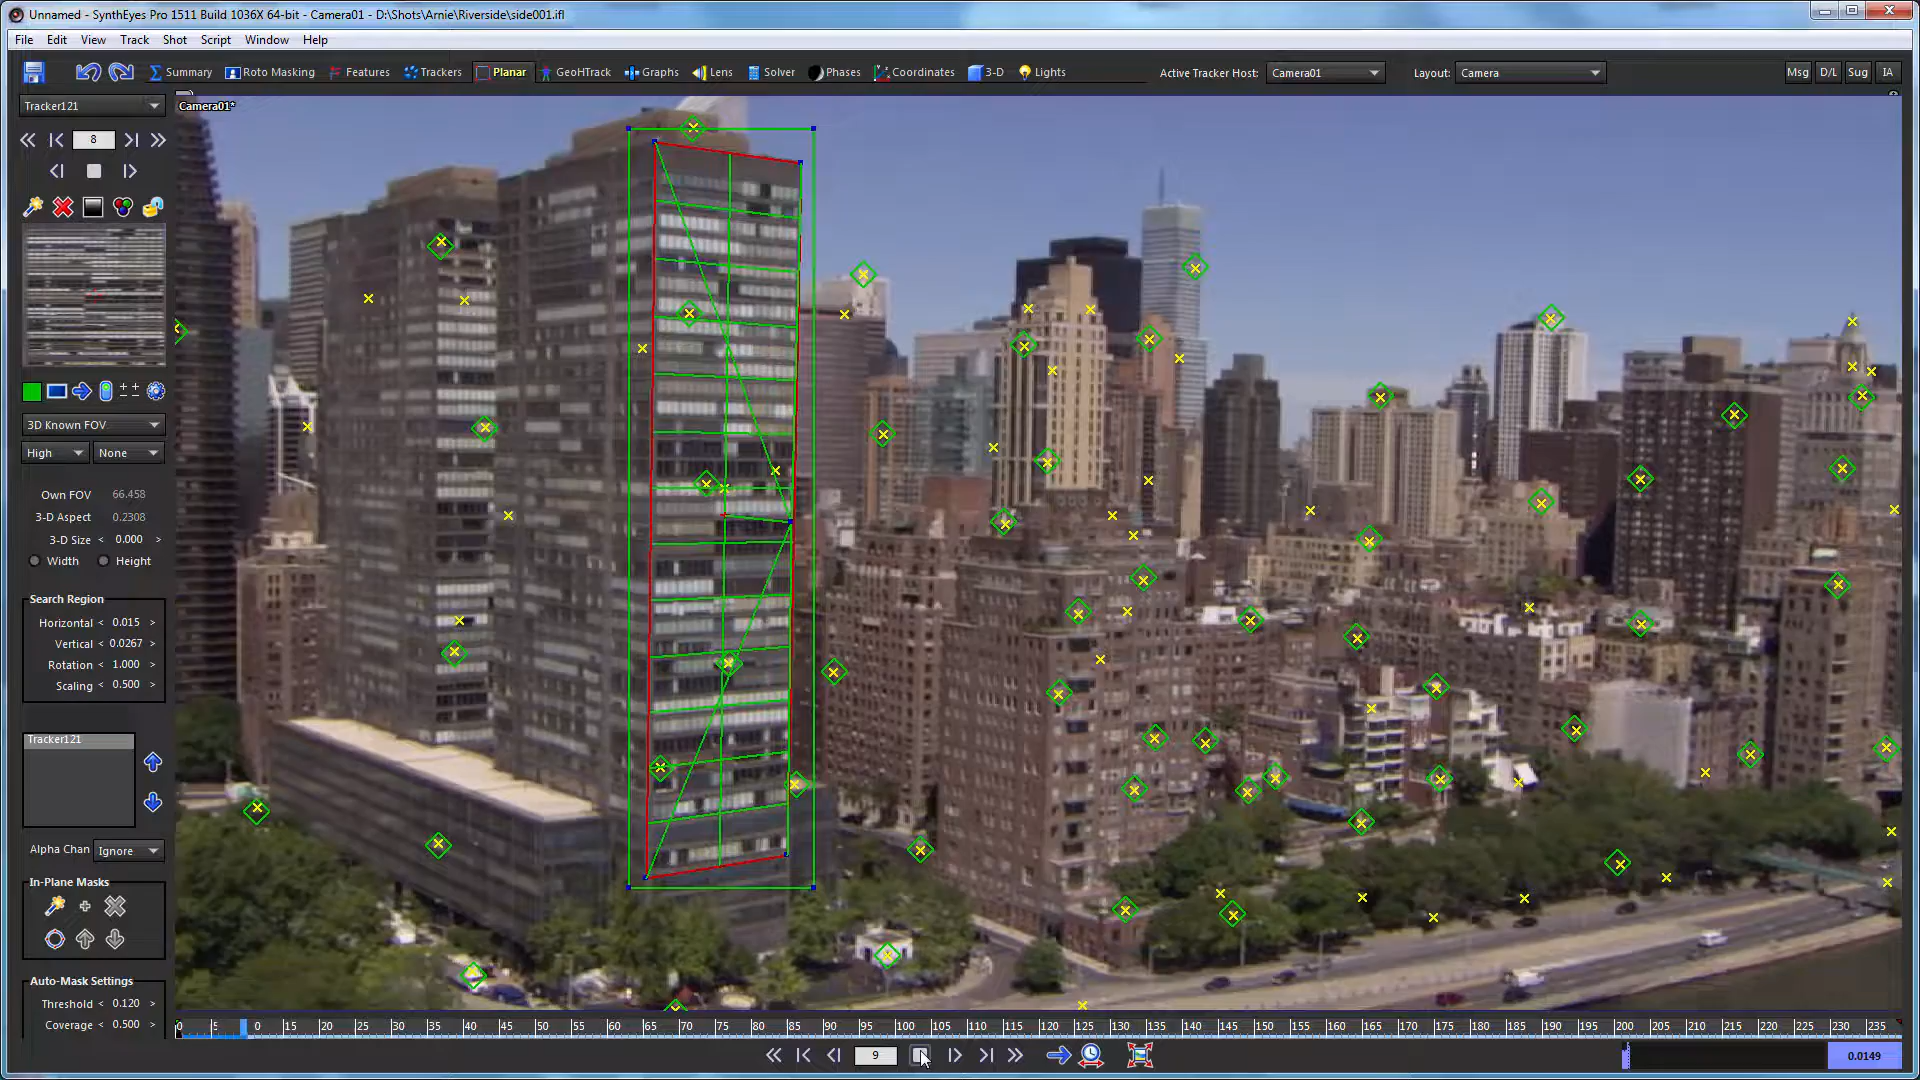 Unnamed - SynthEyes Pro 1511 Build 1036X 64-bit - Camera01 - D:\Shots\Arnie\Riverside\side001.ifl
File Edit View Track Shot Script Window Help
Summary Roto Masking Features Trackers Planar GeoHTrack Graphs Lens Solver Phases Coordinates 3-D Lights Active Tracker Host: Camera01 Layout: Camera Msg D/L Sug IA
Tracker121
Camera01*
8
3D Known FOV
High None
Own FOV 66.458
3-D Aspect 0.2308
3-D Size < 0.000 >
Width Height
Search Region
Horizontal < 0.015 >
Vertical < 0.0267 >
Rotation < 1.000 >
Scaling < 0.500 >
Tracker121
Alpha Chan Ignore
In-Plane Masks
Auto-Mask Settings
Threshold < 0.120 >
Coverage < 0.500 >
0 5 0 15 20 25 30 35 40 45 50 55 60 65 70 75 80 85 90 95 100 105 110 115 120 125 130 135 140 145 150 155 160 165 170 175 180 185 190 195 200 205 210 215 220 225 230 235
9
0.0149